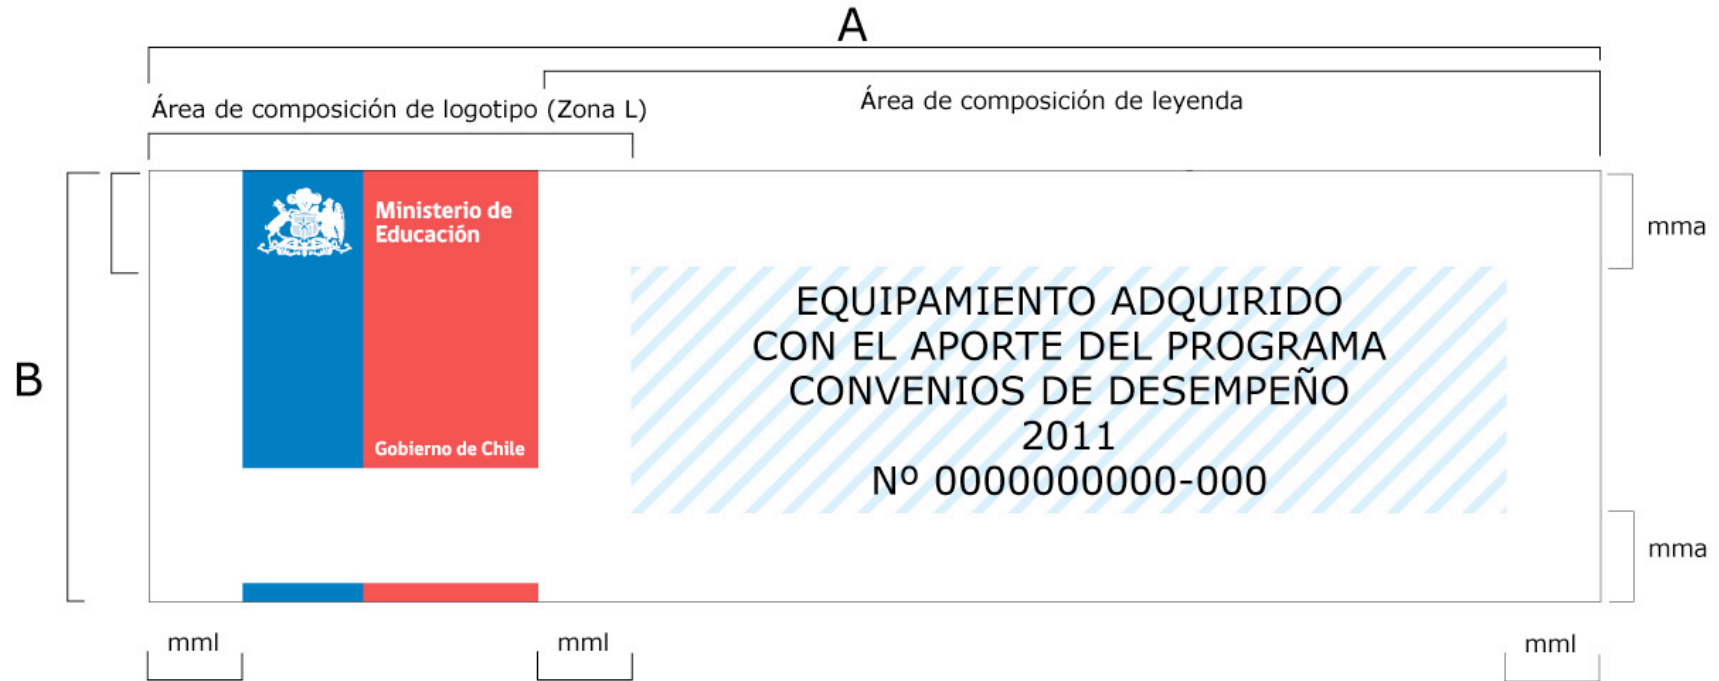 A
Área de composición de logotipo (Zona L)
Área de composición de leyenda
Ministerio de
Educación
mma
EQUIPAMIENTO ADQUIRIDO
CON EL APORTE DEL PROGRAMA
CONVENIOS DE DESEMPEÑO
2011
Nº 0000000000-000
B
Gobierno de Chile
mma
mml
mml
mml